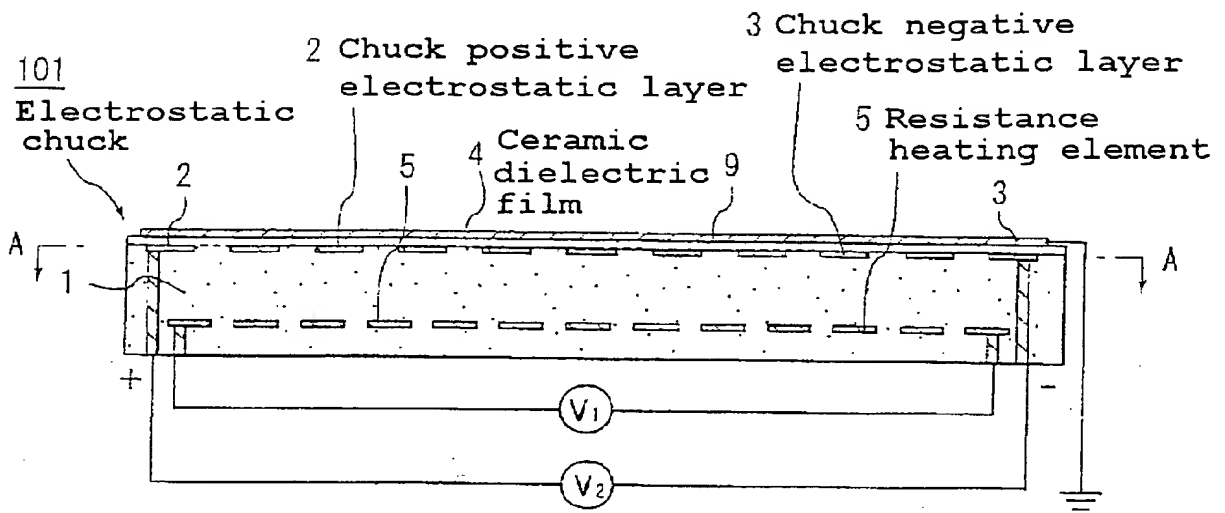 101
Electrostatic
chuck
2 Chuck positive
electrostatic layer
3 Chuck negative
electrostatic layer
4 Ceramic
dielectric
film
5 Resistance
heating element
2
5
9
3
A
A
1
+
-
V1
V2